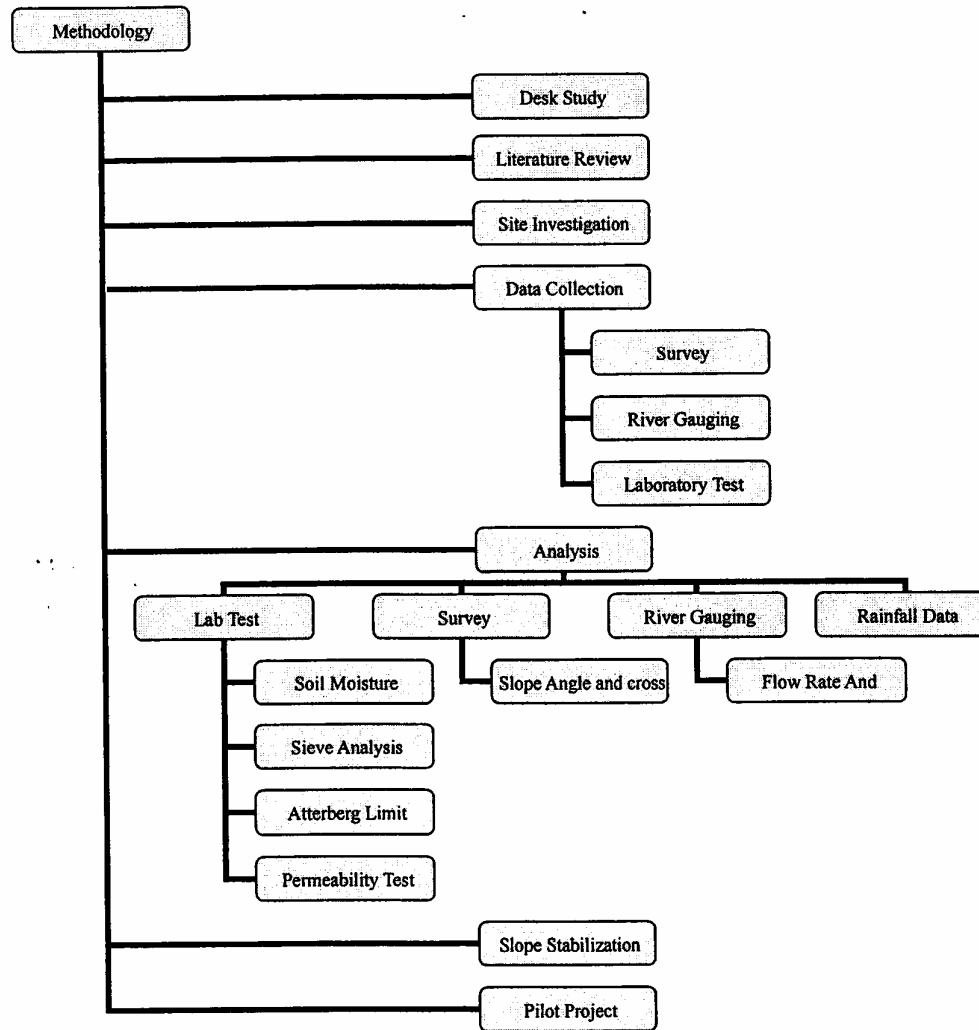 Methodology
Desk Study
Literature Review
Site Investigation
Data Collection
Survey
River Gauging
Laboratory Test
Analysis
Lab Test
Survey
River Gauging
Rainfall Data
Soil Moisture
Slope Angle and cross
Flow Rate And
Sieve Analysis
Atterberg Limit
Permeability Test
Slope Stabilization
Pilot Project